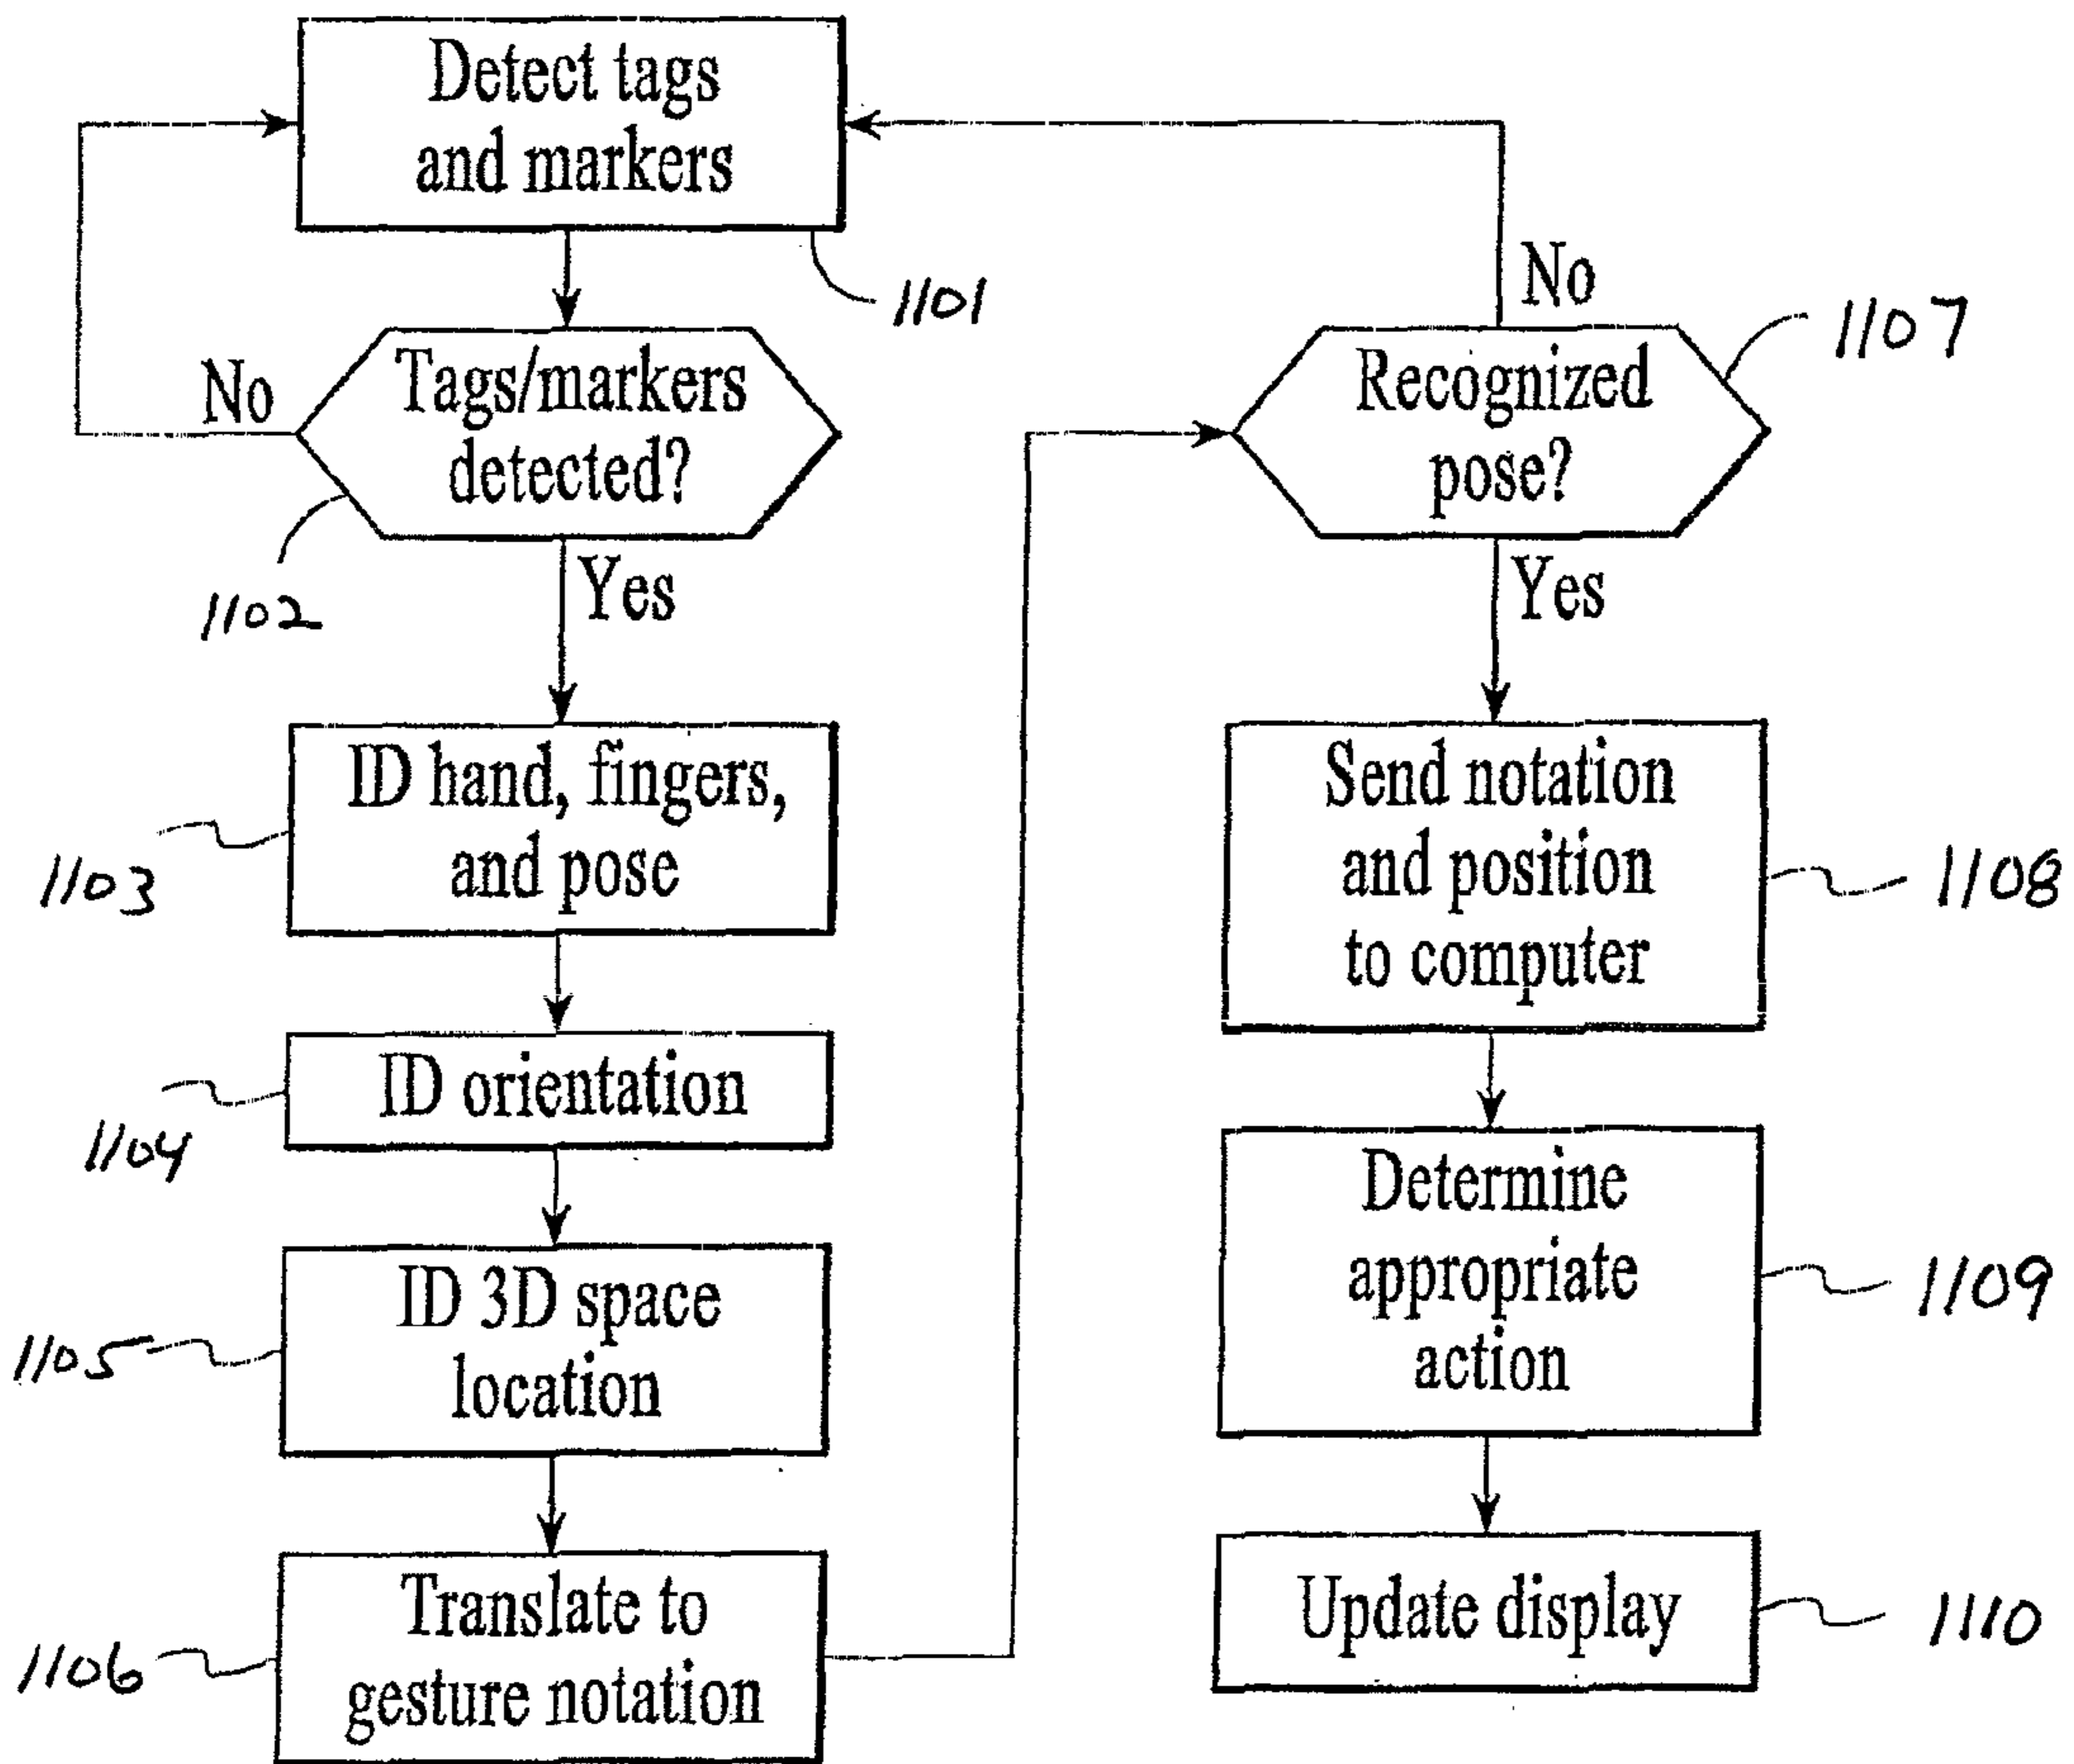 Detect tags
and markers
1101
No
Tags/markers
detected?
1102
Yes
ID hand, fingers,
and pose
1103
ID orientation
1104
ID 3D space
location
1105
Translate to
gesture notation
1106
No
1107
Recognized
pose?
Yes
Send notation
and position
to computer
1108
Determine
appropriate
action
1109
Update display
1110